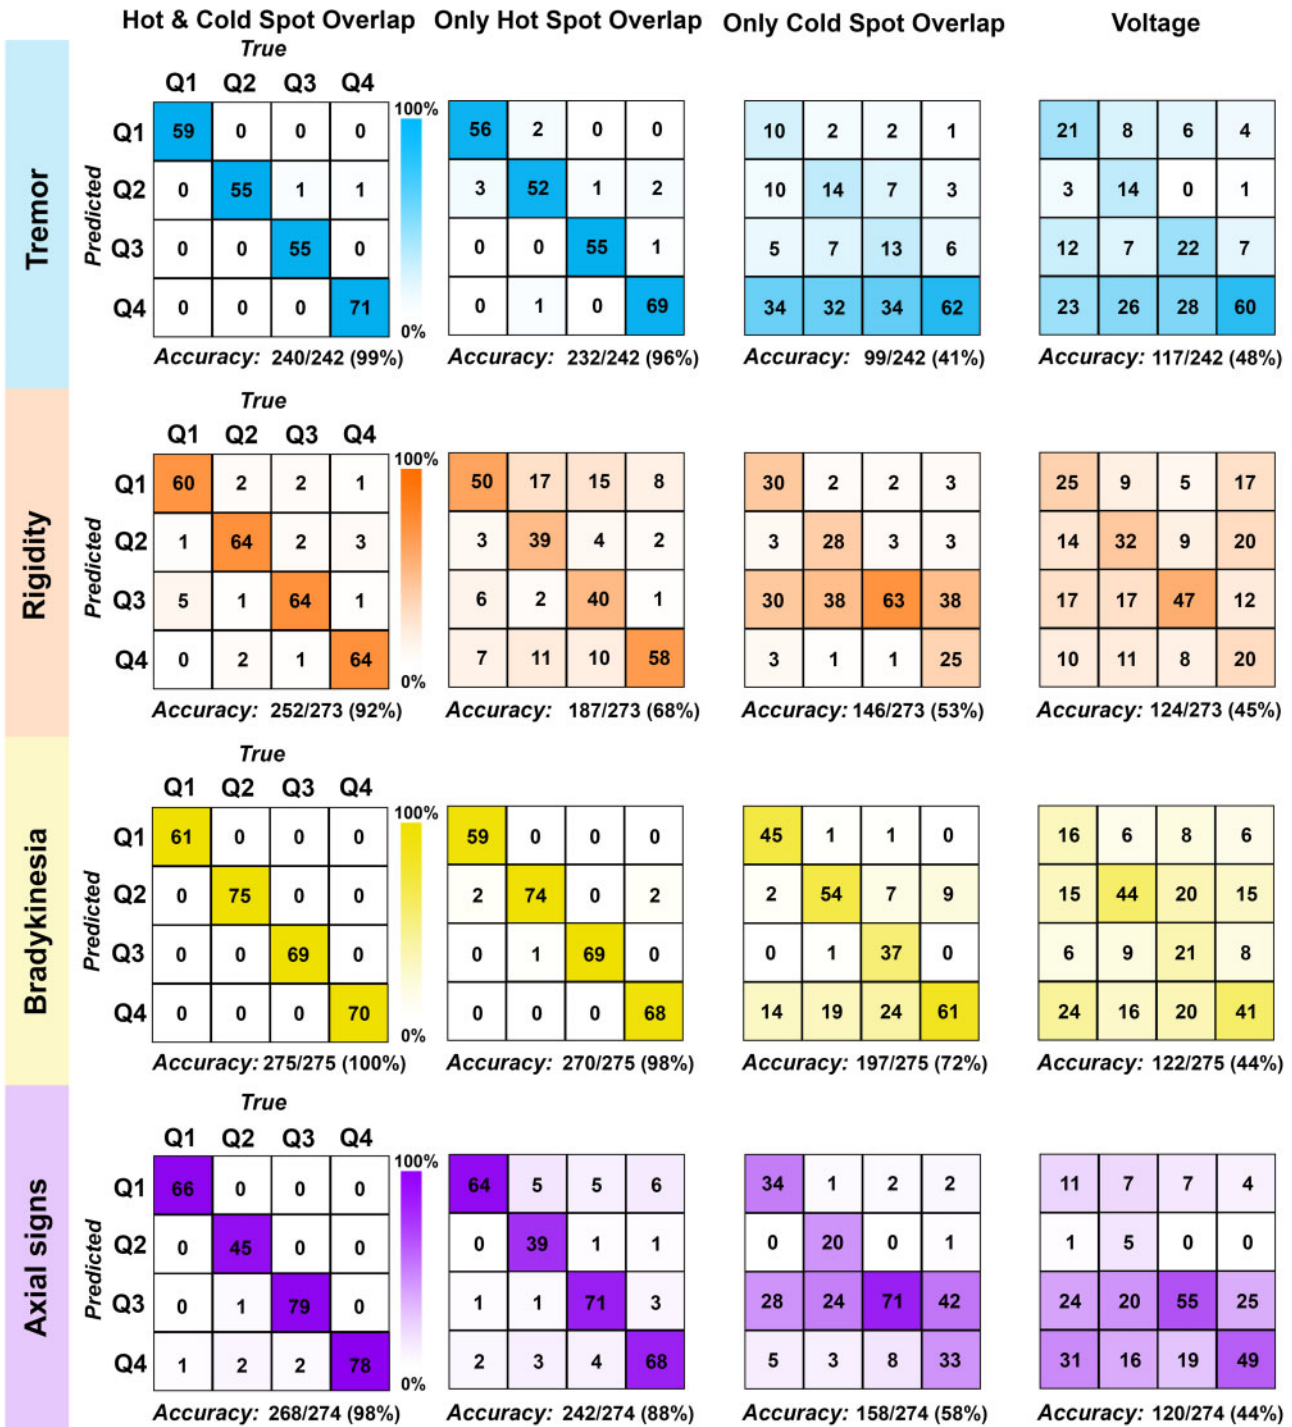 Hot & Cold Spot Overlap Only Hot Spot Overlap Only Cold Spot Overlap Voltage
Tremor
True
Q1 Q2 Q3 Q4
Predicted
100%
0%
Q1 59 0 0 0 56 2 0 0 10 2 2 1 21 8 6 4
Q2 0 55 1 1 3 52 1 2 10 14 7 3 3 14 0 1
Q3 0 0 55 0 0 0 55 1 5 7 13 6 12 7 22 7
Q4 0 0 0 71 0 1 0 69 34 32 34 62 23 26 28 60
Accuracy: 240/242 (99%) Accuracy: 232/242 (96%) Accuracy: 99/242 (41%) Accuracy: 117/242 (48%)
Rigidity
True
Q1 Q2 Q3 Q4
Predicted
100%
0%
Q1 60 2 2 1 50 17 15 8 30 2 2 3 25 9 5 17
Q2 1 64 2 3 3 39 4 2 3 28 3 3 14 32 9 20
Q3 5 1 64 1 6 2 40 1 30 38 63 38 17 17 47 12
Q4 0 2 1 64 7 11 10 58 3 1 1 25 10 11 8 20
Accuracy: 252/273 (92%) Accuracy: 187/273 (68%) Accuracy: 146/273 (53%) Accuracy: 124/273 (45%)
Bradykinesia
True
Q1 Q2 Q3 Q4
Predicted
100%
0%
Q1 61 0 0 0 59 0 0 0 45 1 1 0 16 6 8 6
Q2 0 75 0 0 2 74 0 2 2 54 7 9 15 44 20 15
Q3 0 0 69 0 0 1 69 0 0 1 37 0 6 9 21 8
Q4 0 0 0 70 0 0 0 68 14 19 24 61 24 16 20 41
Accuracy: 275/275 (100%) Accuracy: 270/275 (98%) Accuracy: 197/275 (72%) Accuracy: 122/275 (44%)
Axial signs
True
Q1 Q2 Q3 Q4
Predicted
100%
0%
Q1 66 0 0 0 64 5 5 6 34 1 2 2 11 7 7 4
Q2 0 45 0 0 0 39 1 1 0 20 0 1 1 5 0 0
Q3 0 1 79 0 1 1 71 3 28 24 71 42 24 20 55 25
Q4 1 2 2 78 2 3 4 68 5 3 8 33 31 16 19 49
Accuracy: 268/274 (98%) Accuracy: 242/274 (88%) Accuracy: 158/274 (58%) Accuracy: 120/274 (44%)